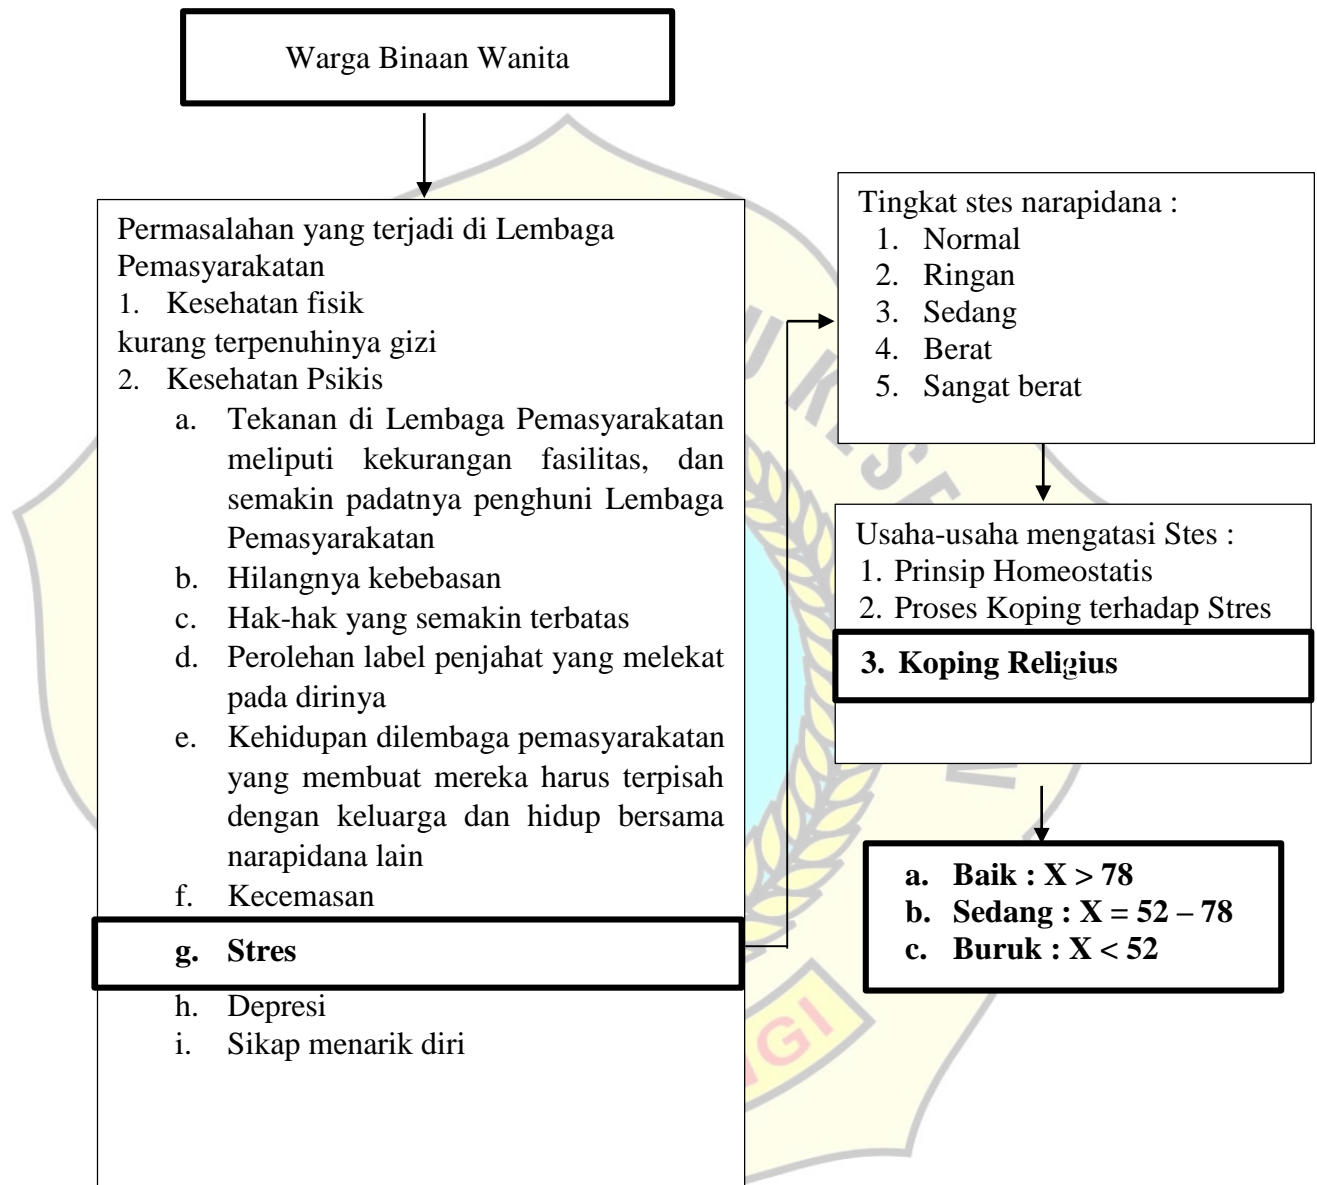 Warga Binaan Wanita
Permasalahan yang terjadi di Lembaga
Pemasyarakatan
1. Kesehatan fisik
kurang terpenuhinya gizi
2. Kesehatan Psikis
a. Tekanan di Lembaga Pemasyarakatan
meliputi kekurangan fasilitas, dan
semakin padatnya penghuni Lembaga
Pemasyarakatan
b. Hilangnya kebebasan
c. Hak-hak yang semakin terbatas
d. Perolehan label penjahat yang melekat
pada dirinya
e. Kehidupan dilembaga pemasyarakatan
yang membuat mereka harus terpisah
dengan keluarga dan hidup bersama
narapidana lain
f. Kecemasan
g. Stres
h. Depresi
i. Sikap menarik diri
Tingkat stes narapidana :
1. Normal
2. Ringan
3. Sedang
4. Berat
5. Sangat berat
Usaha-usaha mengatasi Stes :
1. Prinsip Homeostatis
2. Proses Koping terhadap Stres
3. Koping Religius
a. Baik : X > 78
b. Sedang : X = 52 – 78
c. Buruk : X < 52